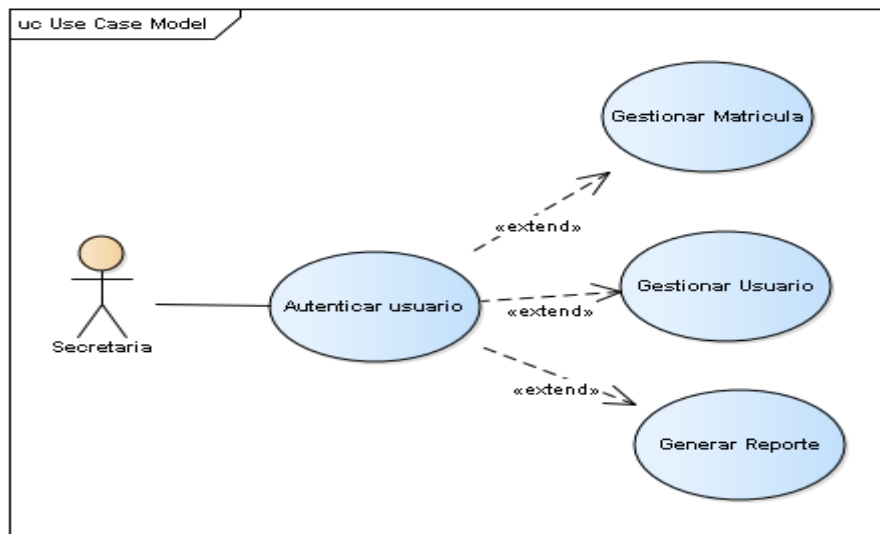 uc Use Case Model
Gestionar Matricula
«extend»
Gestionar Usuario
Autenticar usuario
«extend»
Secretaria
«extend»
Generar Reporte